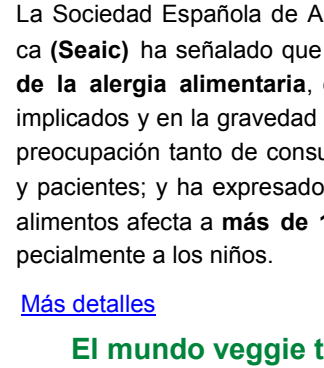 La Sociedad Española de A
ca (Seaic) ha señalado que
de la alergia alimentaria,
implicados y en la gravedad
preocupación tanto de consu
y pacientes; y ha expresado
alimentos afecta a más de 1
pecialmente a los niños.
Más detalles
El mundo veggie t